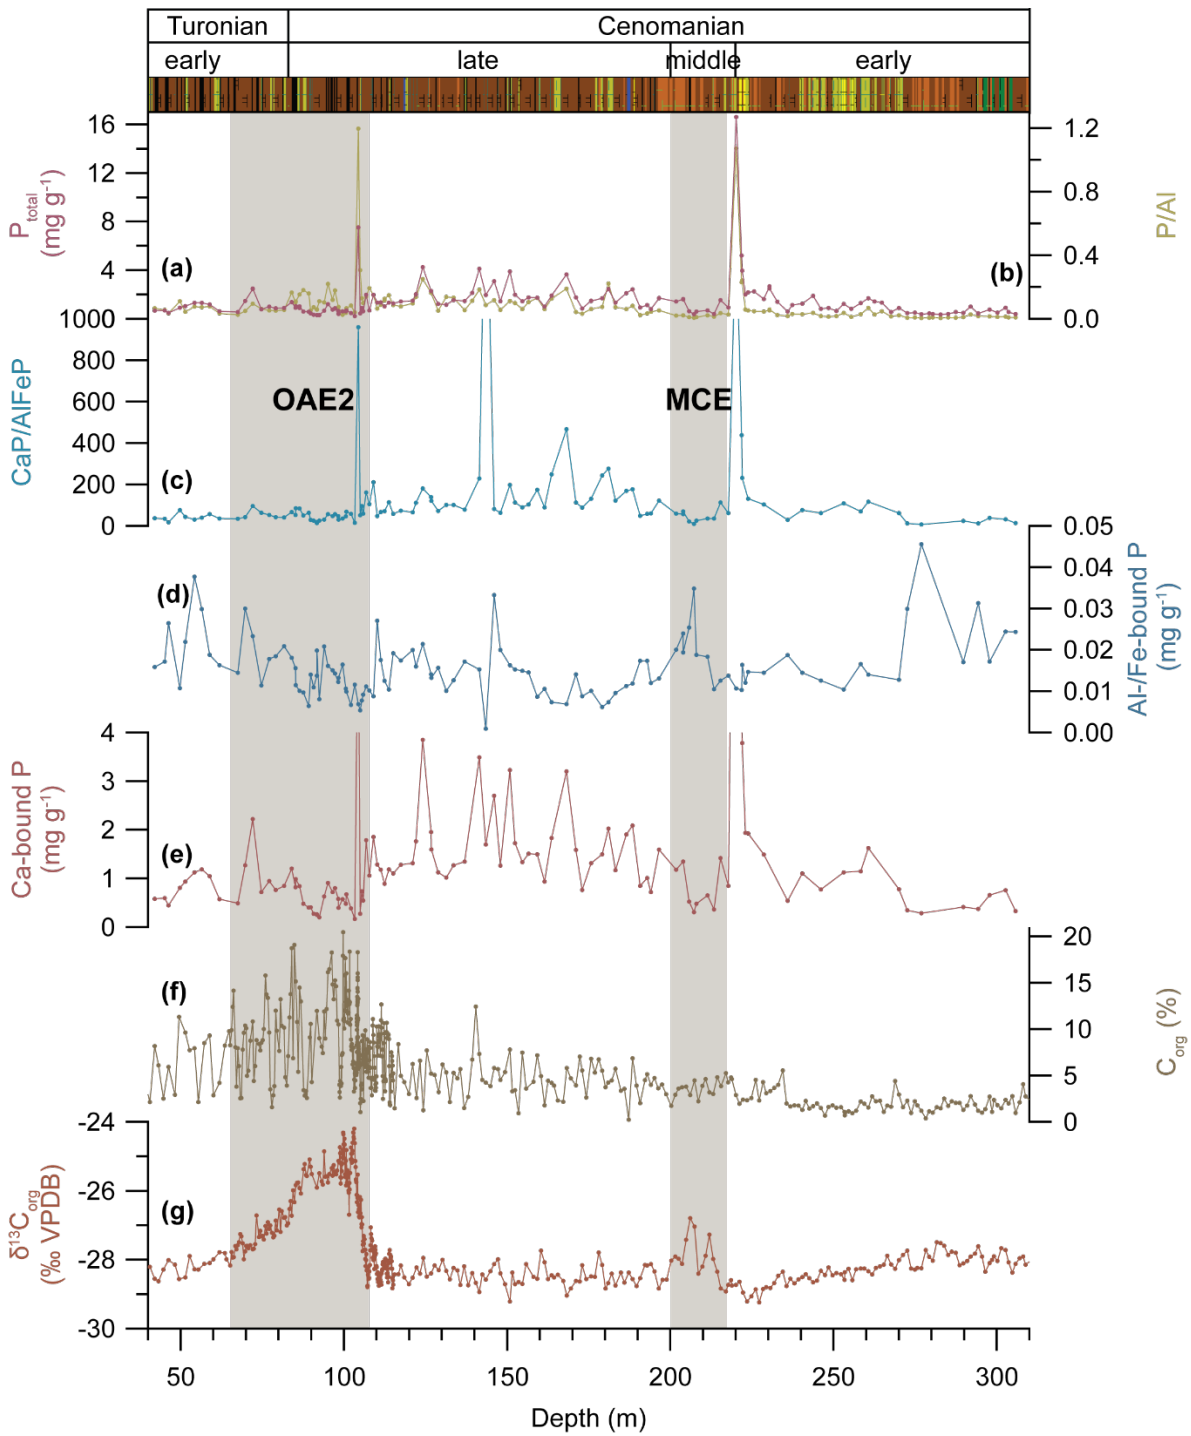 Turonian Cenomanian
early late middle early
16
12
8
4
P total
(mg g-1)
1.2
0.8
0.4
0.0
P/Al
(a) (b)
1000
800
600
400
200
0
CaP/AlFeP
OAE2 MCE
(c)
0.05
0.04
0.03
0.02
0.01
0.00
Al-/Fe-bound P
(mg g-1)
(d)
4
3
2
1
0
Ca-bound P
(mg g-1)
(e)
20
15
10
5
0
Corg (%)
(f)
-24
-26
-28
-30
δ13Corg
(‰ VPDB)
(g)
50 100 150 200 250 300
Depth (m)